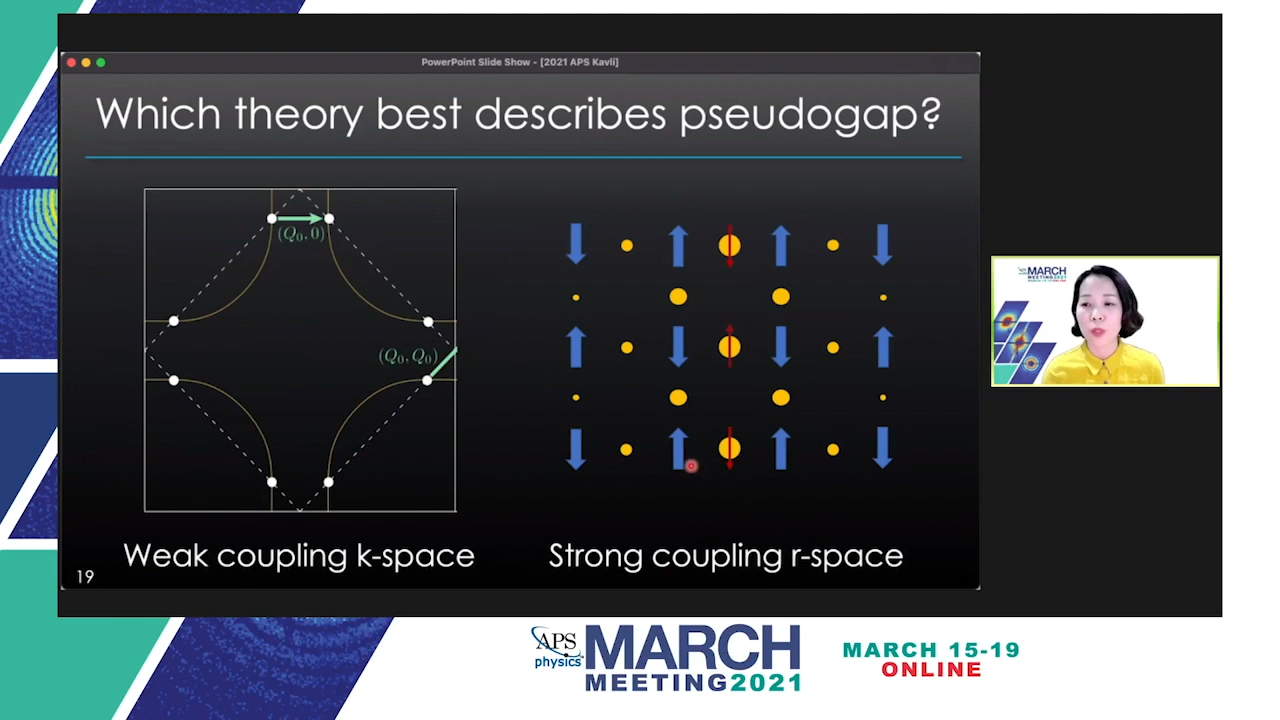 PowerPoint Slide Show - [2021 APS Kavli]
Which theory best describes pseudogap?
(Q₀, 0)
(Q₀, Q₀)
Weak coupling k-space
Strong coupling r-space
19
MARCH
MEETING2021
APS
physics
MARCH
MEETING2021
MARCH 15-19
ONLINE